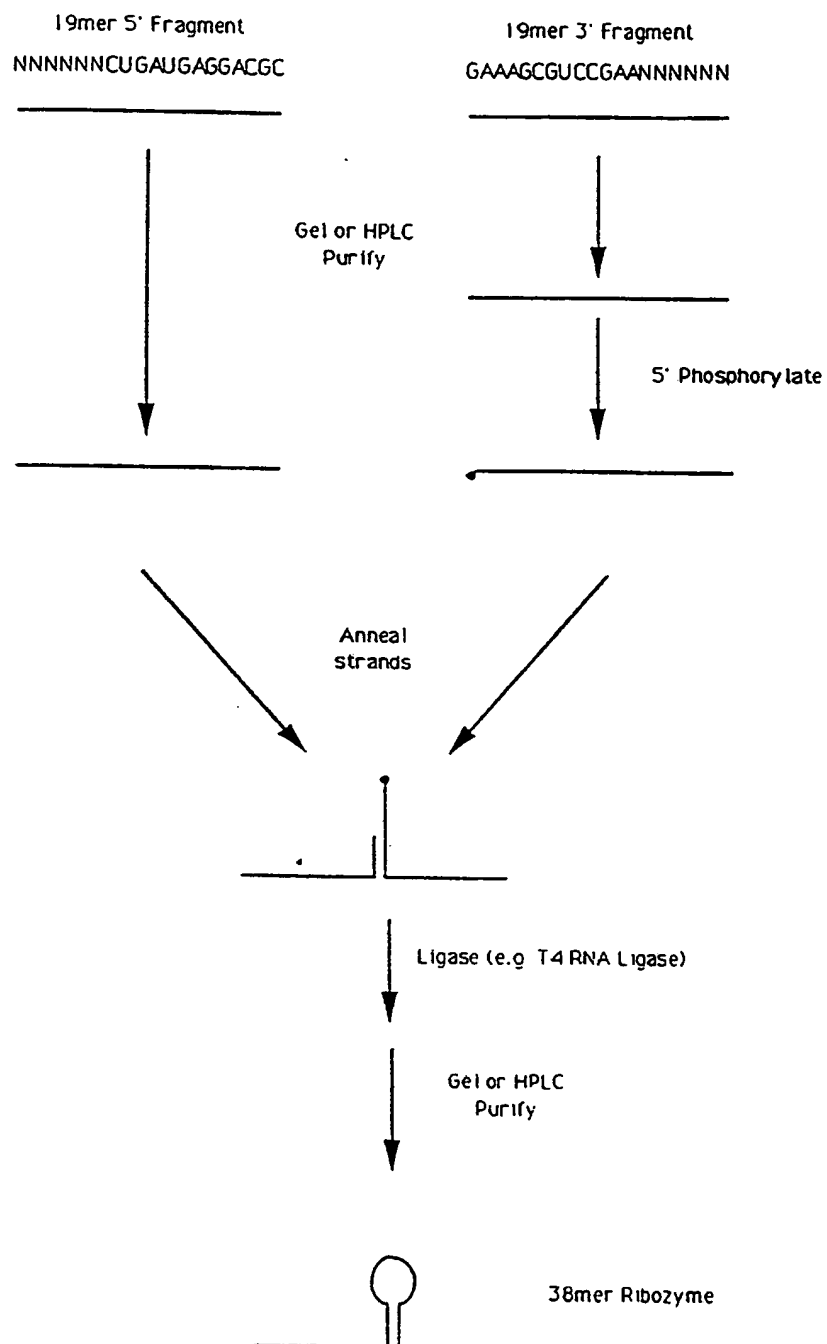 19mer 5' Fragment
NNNNNNCUGAUGAGGACGC
19mer 3' Fragment
GAAAGCGUCCGAANNNNNN
Gel or HPLC
Purify
5' Phosphorylate
Anneal
strands
Ligase (e.g T4 RNA Ligase)
Gel or HPLC
Purify
38mer Ribozyme